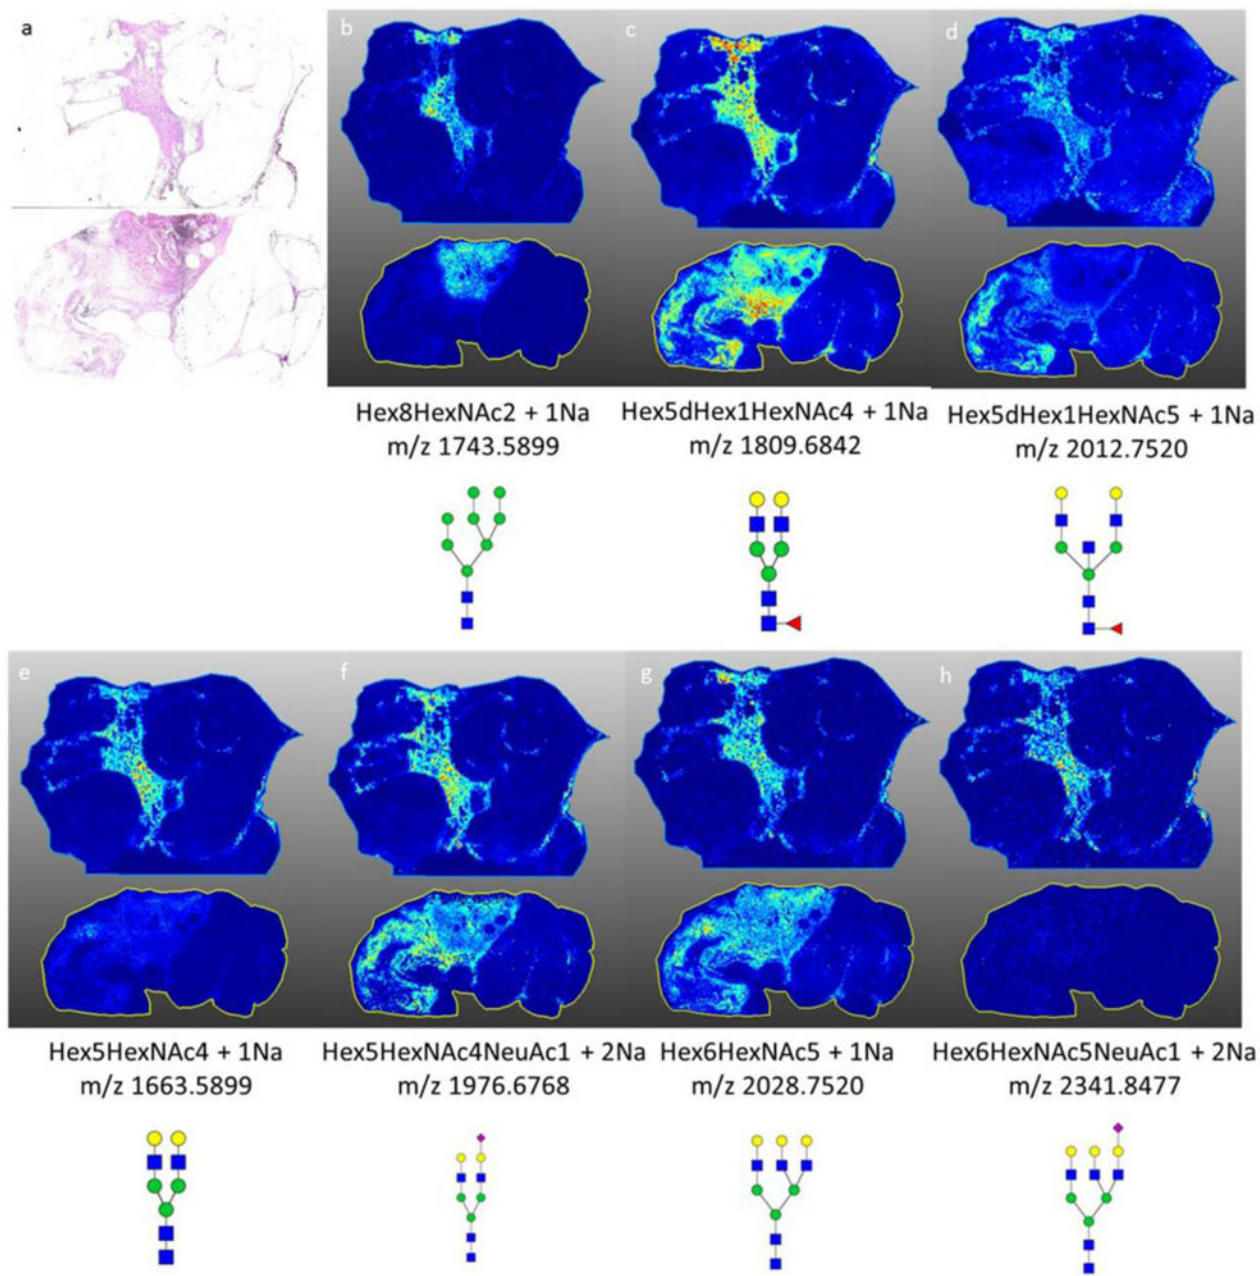 a
b
c
d
Hex8HexNAc2 + 1Na
m/z 1743.5899
Hex5dHex1HexNAc4 + 1Na
m/z 1809.6842
Hex5dHex1HexNAc5 + 1Na
m/z 2012.7520
e
f
g
h
Hex5HexNAc4 + 1Na
m/z 1663.5899
Hex5HexNAc4NeuAc1 + 2Na
m/z 1976.6768
Hex6HexNAc5 + 1Na
m/z 2028.7520
Hex6HexNAc5NeuAc1 + 2Na
m/z 2341.8477